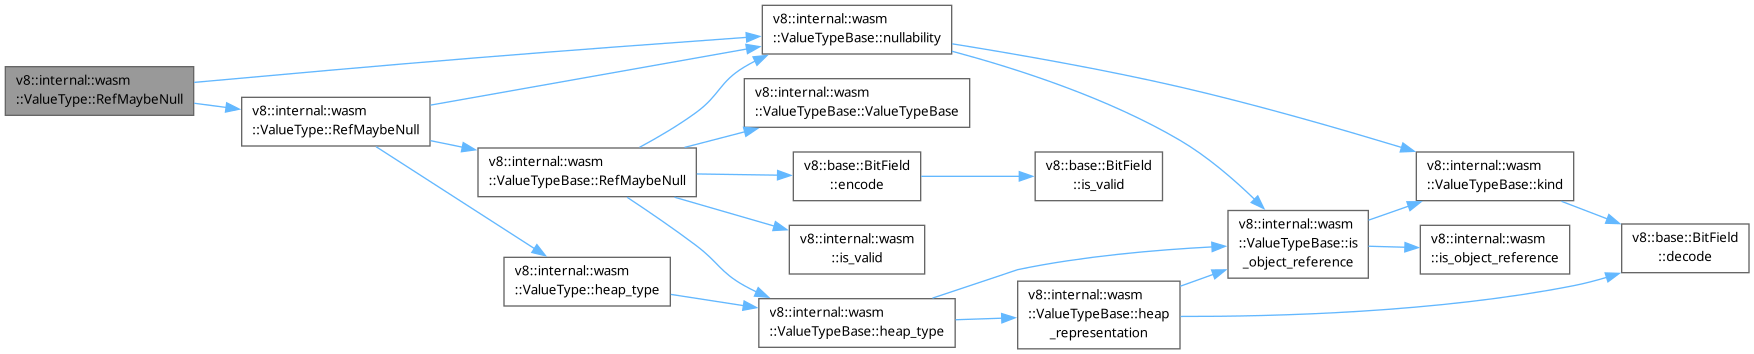 v8::internal::wasm
::ValueType::RefMaybeNull
v8::internal::wasm
::ValueType::RefMaybeNull
v8::internal::wasm
::ValueTypeBase::RefMaybeNull
v8::internal::wasm
::ValueType::heap_type
v8::internal::wasm
::ValueTypeBase::nullability
v8::internal::wasm
::ValueTypeBase::ValueTypeBase
v8::base::BitField
::encode
v8::internal::wasm
::is_valid
v8::internal::wasm
::ValueTypeBase::heap_type
v8::base::BitField
::is_valid
v8::internal::wasm
::ValueTypeBase::heap
_representation
v8::internal::wasm
::ValueTypeBase::is
_object_reference
v8::internal::wasm
::ValueTypeBase::kind
v8::internal::wasm
::is_object_reference
v8::base::BitField
::decode